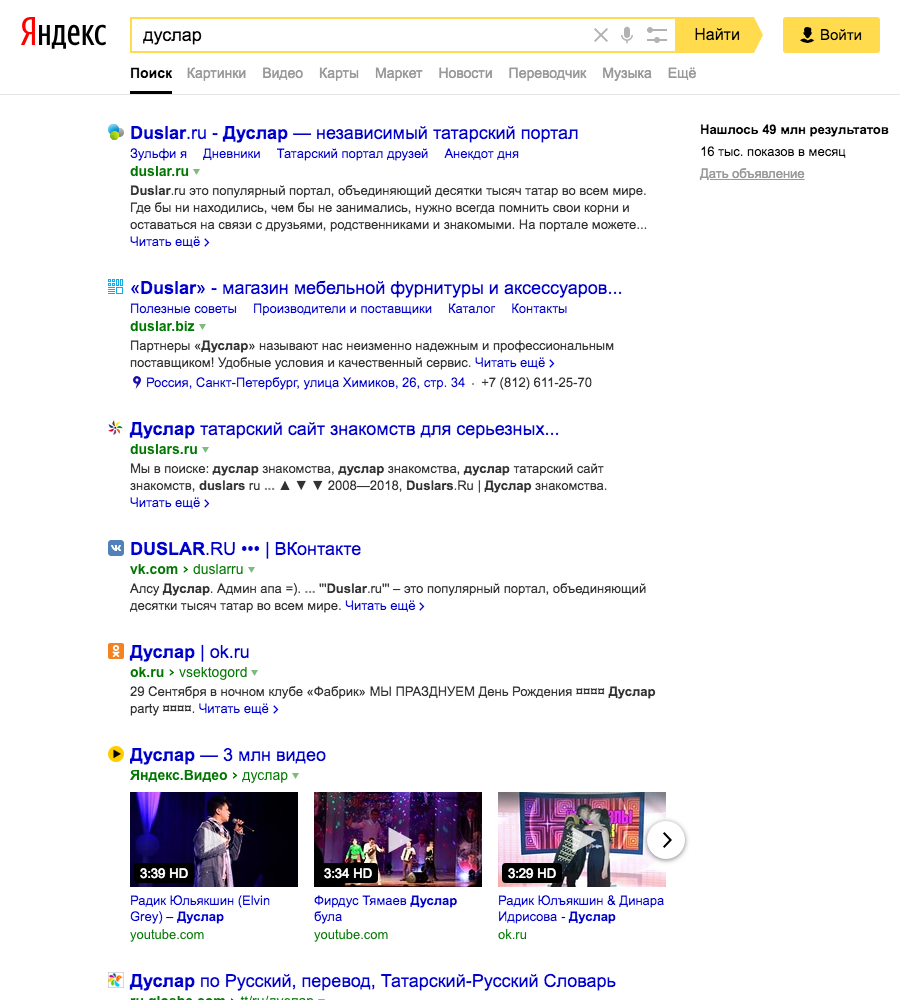 Яндекс
дуслар
Найти
Войти
Поиск Картинки Видео Карты Маркет Новости Переводчик Музыка Ещё
Duslar.ru - Дуслар — независимый татарский портал
Зульфи я Дневники Татарский портал друзей Анекдот дня
duslar.ru
Duslar.ru это популярный портал, объединяющий десятки тысяч татар во всем мире.
Где бы ни находились, чем бы не занимались, нужно всегда помнить свои корни и
оставаться на связи с друзьями, родственниками и знакомыми. На портале можете...
Читать ещё >
Нашлось 49 млн результатов
16 тыс. показов в месяц
Дать объявление
«Duslar» - магазин мебельной фурнитуры и аксессуаров...
Полезные советы Производители и поставщики Каталог Контакты
duslar.biz
Партнеры «Дуслар» называют нас неизменно надежным и профессиональным
поставщиком! Удобные условия и качественный сервис. Читать ещё >
Россия, Санкт-Петербург, улица Химиков, 26, стр. 34 · +7 (812) 611-25-70
Дуслар татарский сайт знакомств для серьезных...
duslars.ru
Мы в поиске: дуслар знакомства, дуслар знакомства, дуслар татарский сайт
знакомств, duslars ru ... ▲ ▼ ▼ 2008—2018, Duslars.Ru | Дуслар знакомства.
Читать ещё >
DUSLAR.RU ••• | ВКонтакте
vk.com > duslarru
Алсу Дуслар. Админ апа =). ... '"Duslar.ru"' – это популярный портал, объединяющий
десятки тысяч татар во всем мире. Читать ещё >
Дуслар | ok.ru
ok.ru > vsektogord
29 Сентября в ночном клубе «Фабрик» МЫ ПРАЗДНУЕМ День Рождения ¤¤¤¤ Дуслар
party ¤¤¤¤. Читать ещё >
Дуслар — 3 млн видео
Яндекс.Видео > дуслар
3:39 HD
3:34 HD
3:29 HD
Радик Юльякшин (Elvin
Grey) – Дуслар
youtube.com
Фирдус Тямаев Дуслар
була
youtube.com
Радик Юлъякшин & Динара
Идрисова - Дуслар
ok.ru
Дуслар по Русский, перевод, Татарский-Русский Словарь
ru.glosbe.com > tt/ru/дуслар